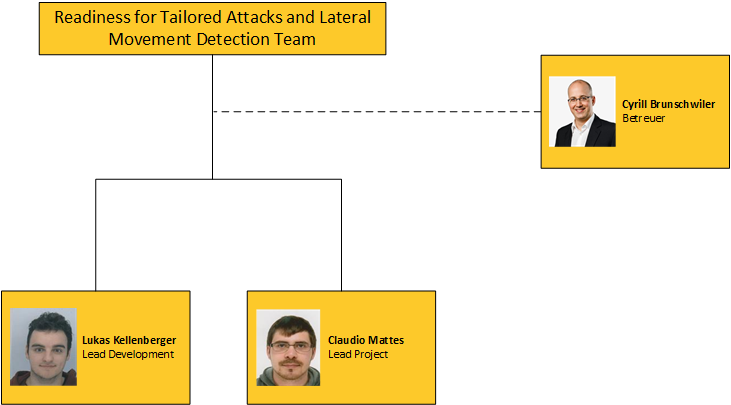 Readiness for Tailored Attacks and Lateral
Movement Detection Team
Cyrill Brunschwiler
Betreuer
Lukas Kellenberger
Lead Development
Claudio Mattes
Lead Project